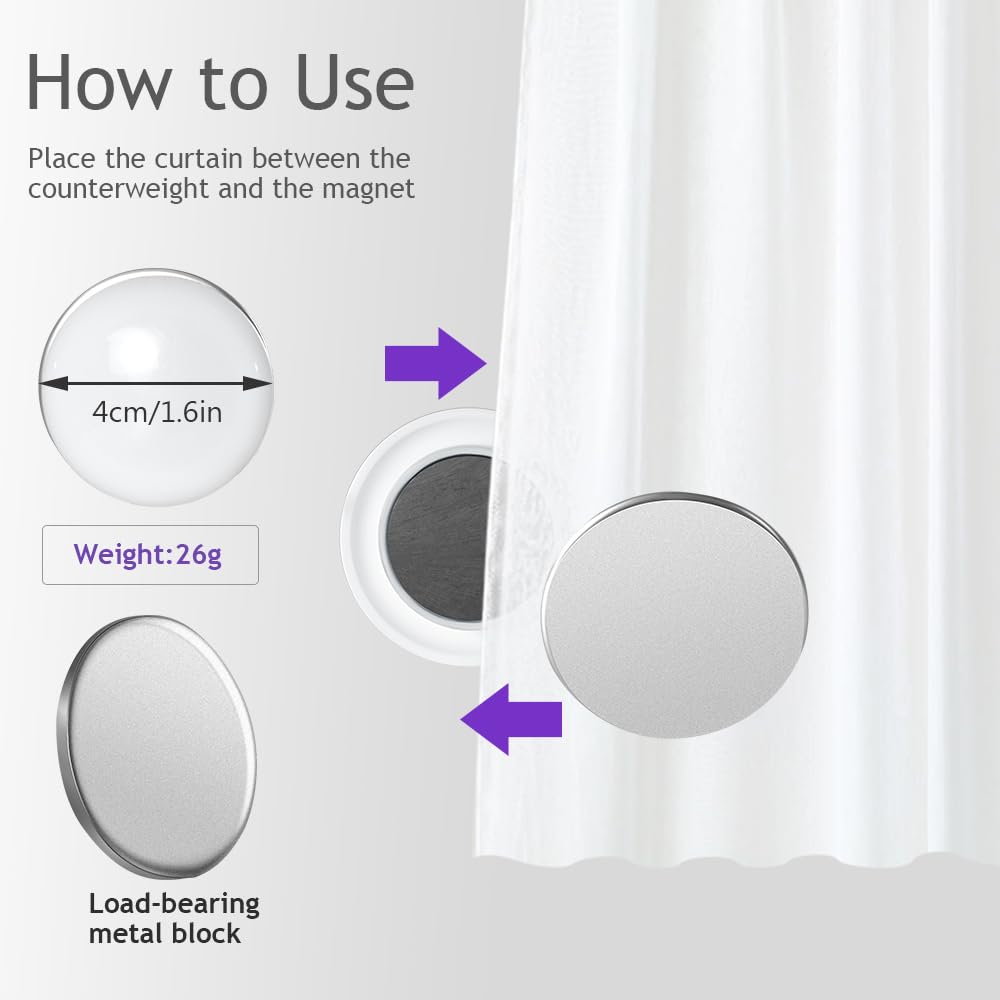 How to Use
Place the curtain between the
counterweight and the magnet
4cm/1.6in
Weight:26g
Load-bearing
metal block